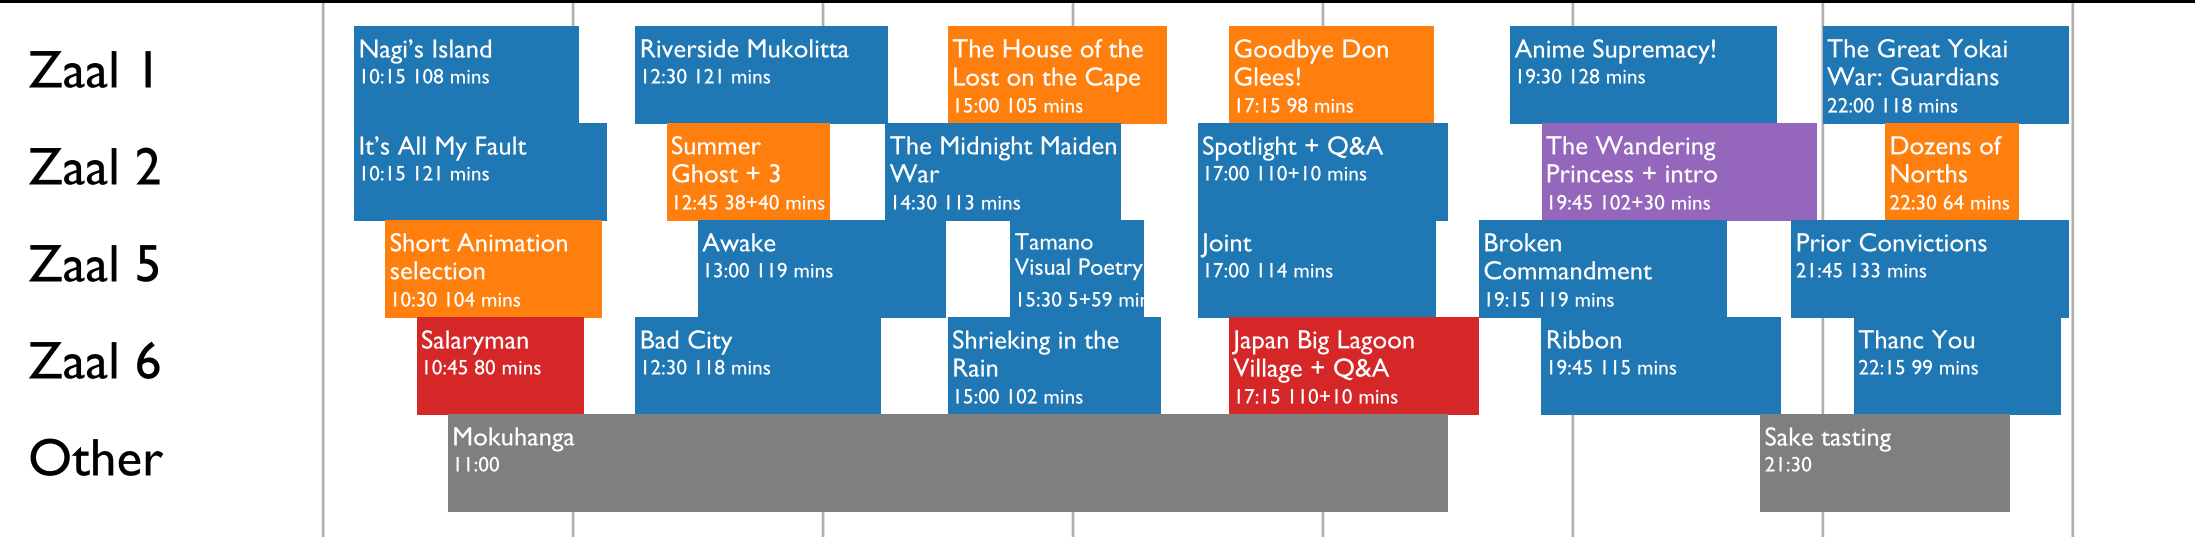 Zaal 1
Nagi's Island
10:15 108 mins
Riverside Mukolitta
12:30 121 mins
The House of the
Lost on the Cape
15:00 105 mins
Goodbye Don
Glees!
17:15 98 mins
Anime Supremacy!
19:30 128 mins
The Great Yokai
War: Guardians
22:00 118 mins
Zaal 2
It's All My Fault
10:15 121 mins
Summer
Ghost + 3
12:45 38+40 mins
The Midnight Maiden
War
14:30 113 mins
Spotlight + Q&A
17:00 110+10 mins
The Wandering
Princess + intro
19:45 102+30 mins
Dozens of
Norths
22:30 64 mins
Zaal 5
Short Animation
selection
10:30 104 mins
Awake
13:00 119 mins
Tamano
Visual Poetry
15:30 5+59 min
Joint
17:00 114 mins
Broken
Commandment
19:15 119 mins
Prior Convictions
21:45 133 mins
Zaal 6
Salaryman
10:45 80 mins
Bad City
12:30 118 mins
Shrieking in the
Rain
15:00 102 mins
Japan Big Lagoon
Village + Q&A
17:15 110+10 mins
Ribbon
19:45 115 mins
Thanc You
22:15 99 mins
Other
Mokuhanga
11:00
Sake tasting
21:30